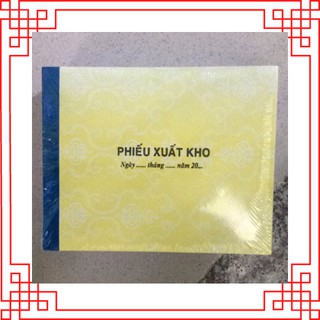 PHIẾU XUẤT KHO
Ngày ...... tháng ...... năm 20...